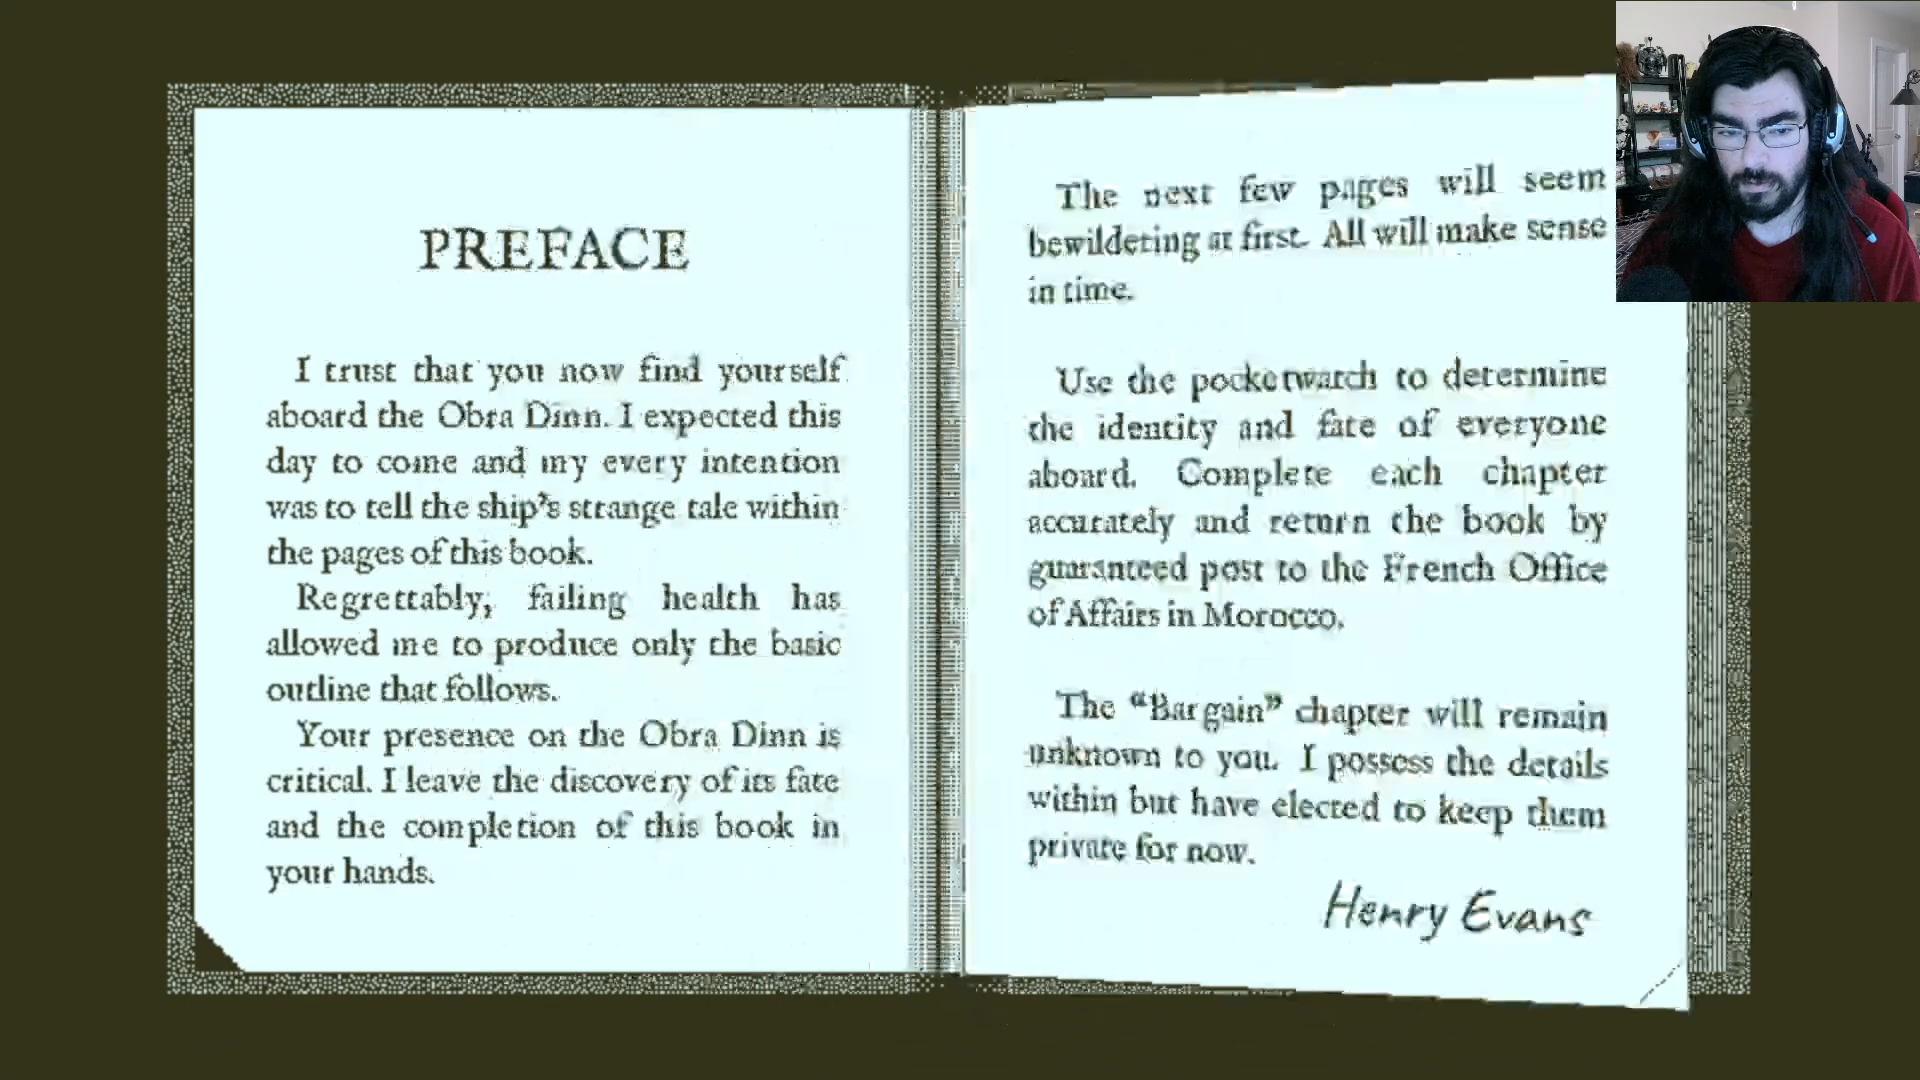 PREFACE
I trust that you now find yourself
aboard the Obra Dinn. I expected this
day to come and my every intention
was to tell the ship's strange tale within
the pages of this book.
Regrettably, failing health has
allowed me to produce only the basic
outline that follows.
Your presence on the Obra Dinn is
critical. I leave the discovery of its fate
and the completion of this book in
your hands.
The next few pages will seem
bewildering at first. All will make sense
in time.
Use the pocketwatch to determine
the identity and fate of everyone
aboard. Complete each chapter
accurately and return the book by
guaranteed post to the French Office
of Affairs in Morocco.
The “Bargain” chapter will remain
unknown to you. I possess the details
within but have elected to keep them
private for now.
Henry Evans